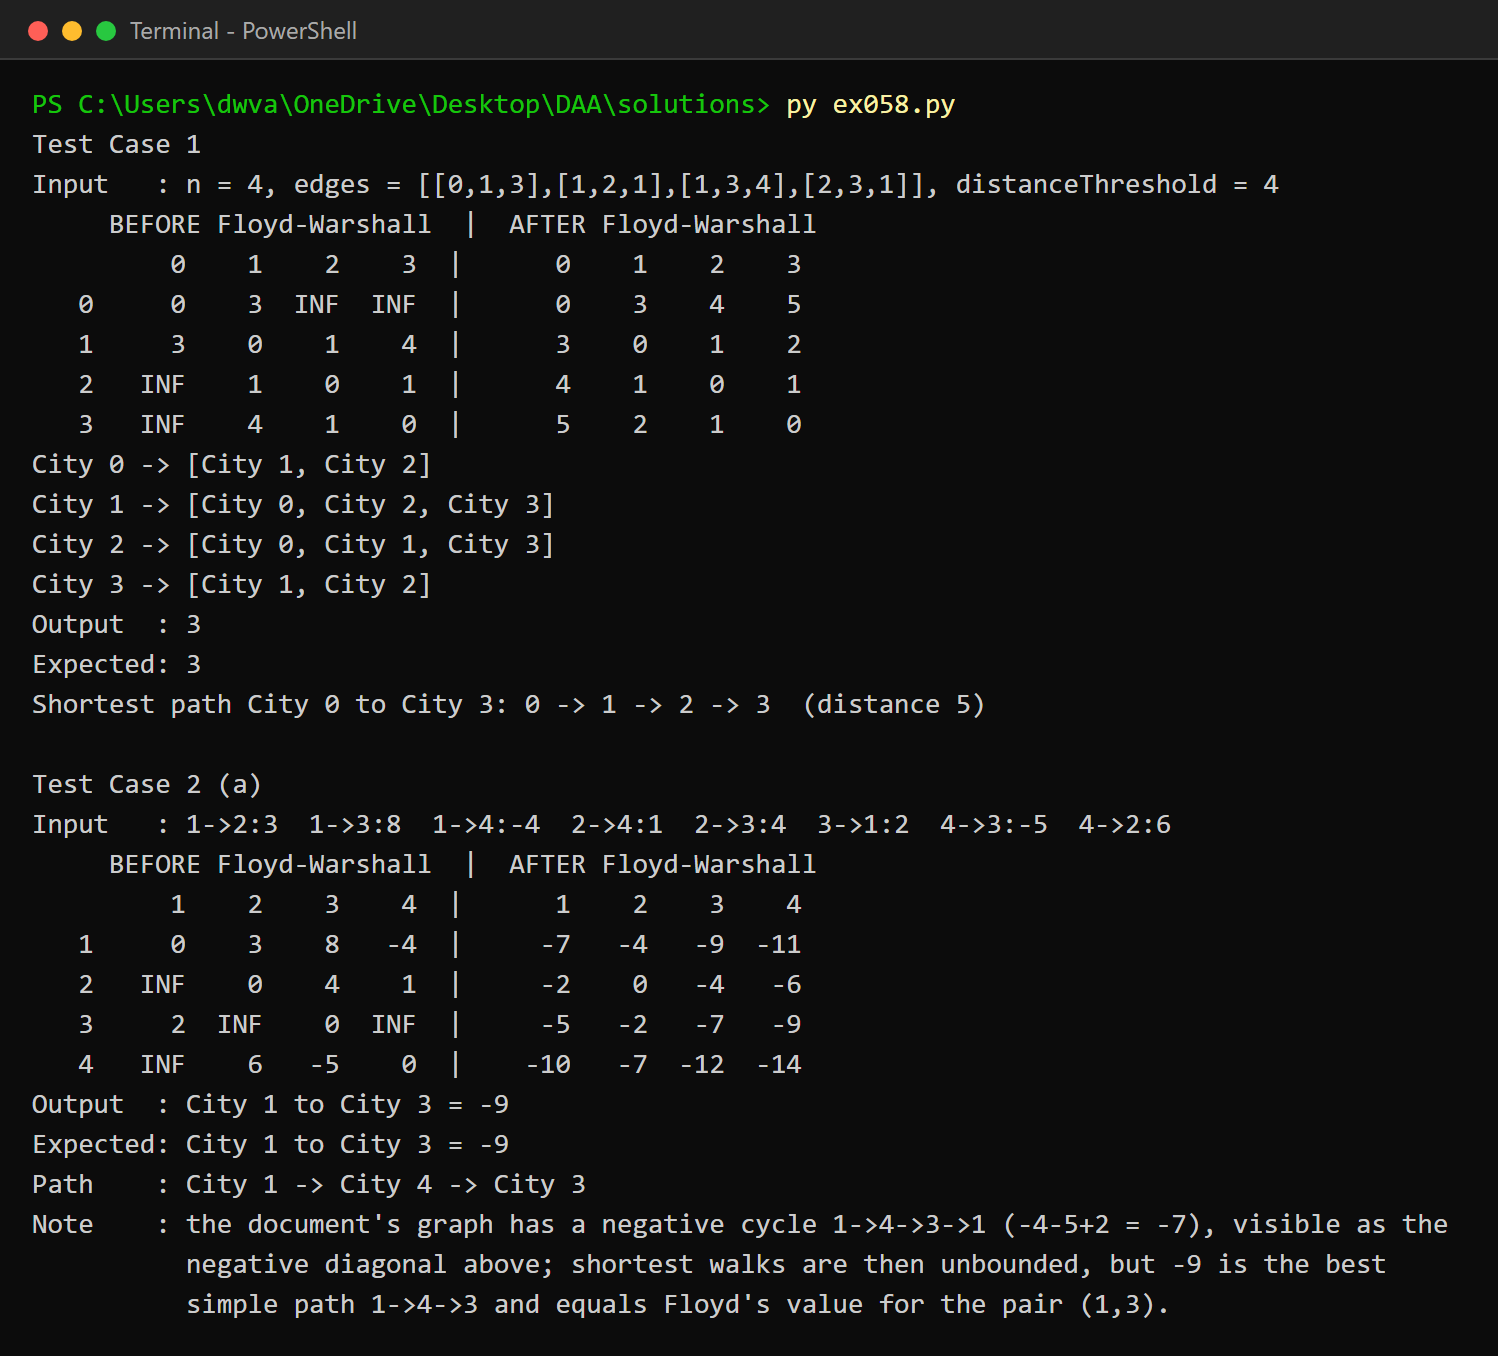 Terminal - PowerShell
PS C:\Users\dwva\OneDrive\Desktop\DAA\solutions> py ex058.py
Test Case 1
Input   : n = 4, edges = [[0,1,3],[1,2,1],[1,3,4],[2,3,1]], distanceThreshold = 4
     BEFORE Floyd-Warshall  |  AFTER Floyd-Warshall
         0    1    2    3  |      0    1    2    3
   0     0    3  INF  INF  |      0    3    4    5
   1     3    0    1    4  |      3    0    1    2
   2   INF    1    0    1  |      4    1    0    1
   3   INF    4    1    0  |      5    2    1    0
City 0 -> [City 1, City 2]
City 1 -> [City 0, City 2, City 3]
City 2 -> [City 0, City 1, City 3]
City 3 -> [City 1, City 2]
Output  : 3
Expected: 3
Shortest path City 0 to City 3: 0 -> 1 -> 2 -> 3  (distance 5)
Test Case 2 (a)
Input   : 1->2:3  1->3:8  1->4:-4  2->4:1  2->3:4  3->1:2  4->3:-5  4->2:6
     BEFORE Floyd-Warshall  |  AFTER Floyd-Warshall
         1    2    3    4  |      1    2    3    4
   1     0    3    8   -4  |     -7   -4   -9  -11
   2   INF    0    4    1  |     -2    0   -4   -6
   3     2  INF    0  INF  |     -5   -2   -7   -9
   4   INF    6   -5    0  |    -10   -7  -12  -14
Output  : City 1 to City 3 = -9
Expected: City 1 to City 3 = -9
Path    : City 1 -> City 4 -> City 3
Note    : the document's graph has a negative cycle 1->4->3->1 (-4-5+2 = -7), visible as the
          negative diagonal above; shortest walks are then unbounded, but -9 is the best
          simple path 1->4->3 and equals Floyd's value for the pair (1,3).